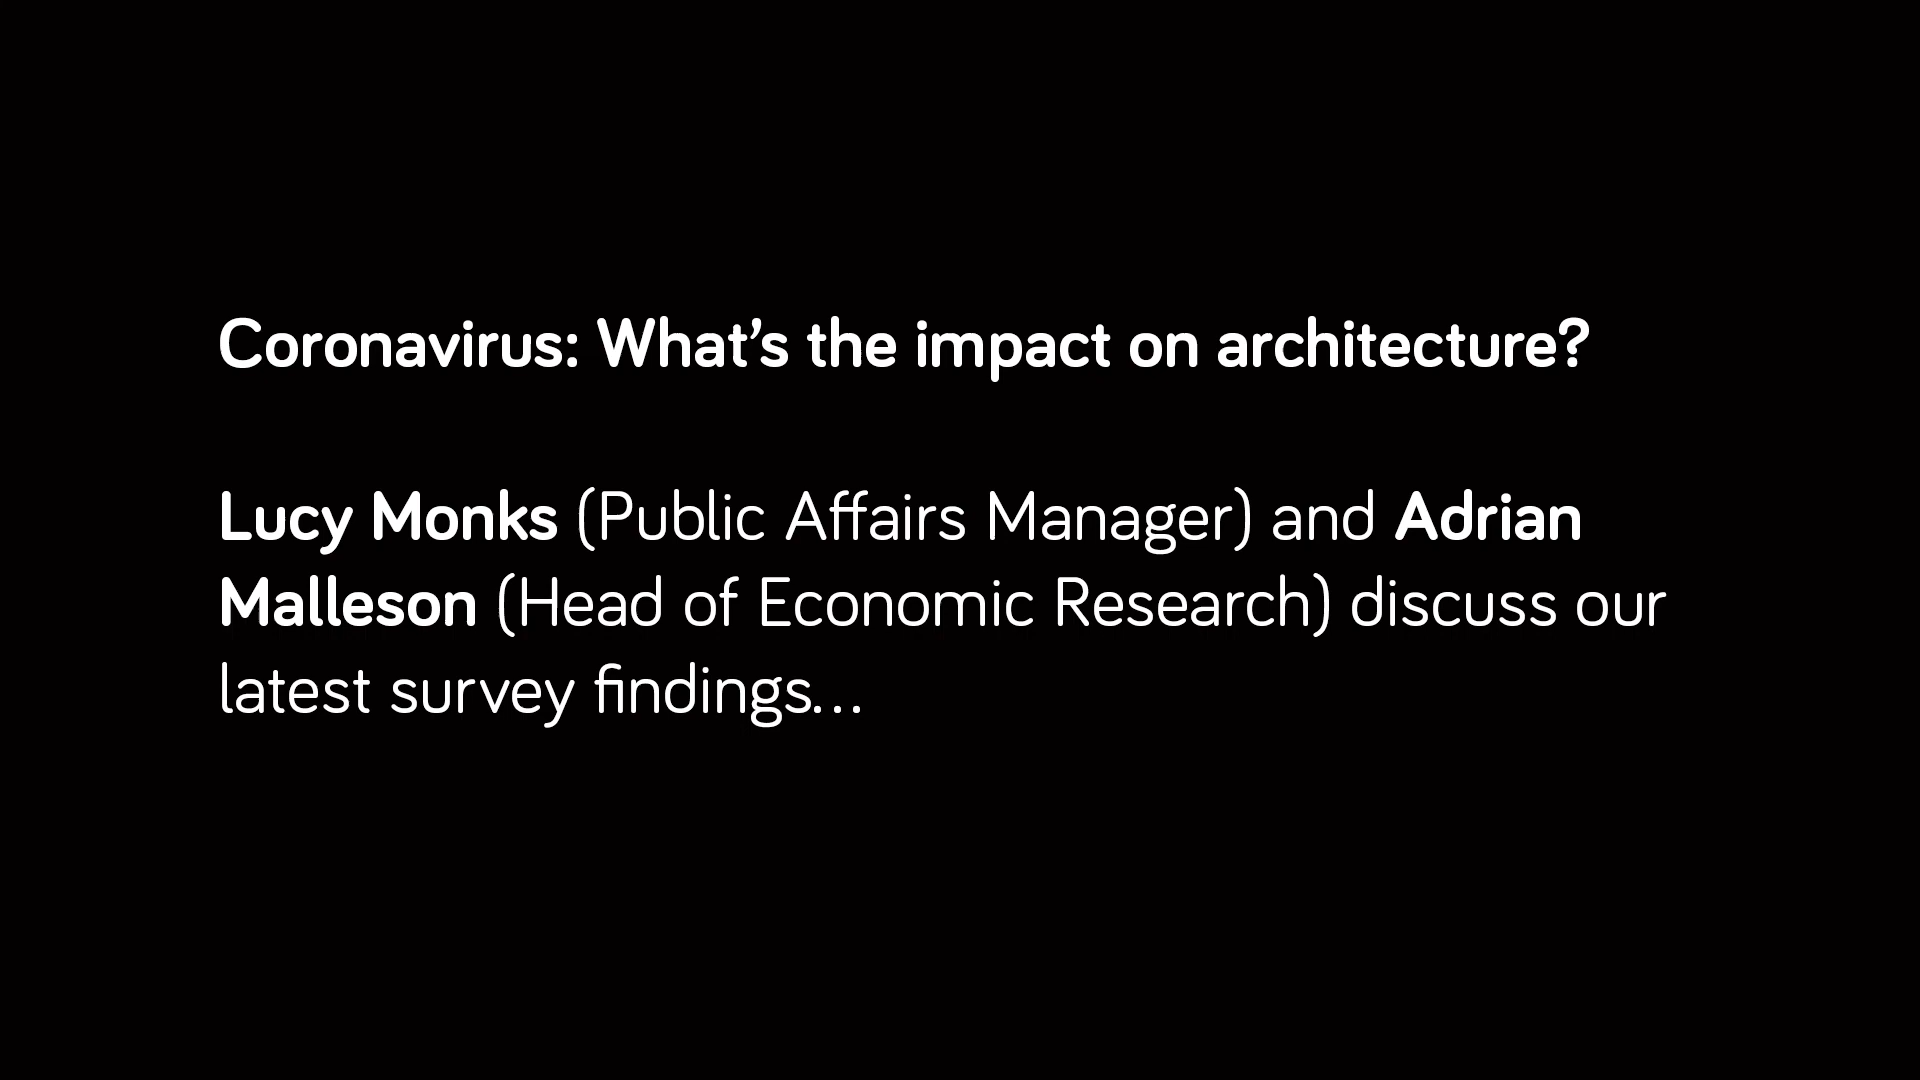 Coronavirus: What’s the impact on architecture?
Lucy Monks (Public Affairs Manager) and Adrian
Malleson (Head of Economic Research) discuss our
latest survey findings...